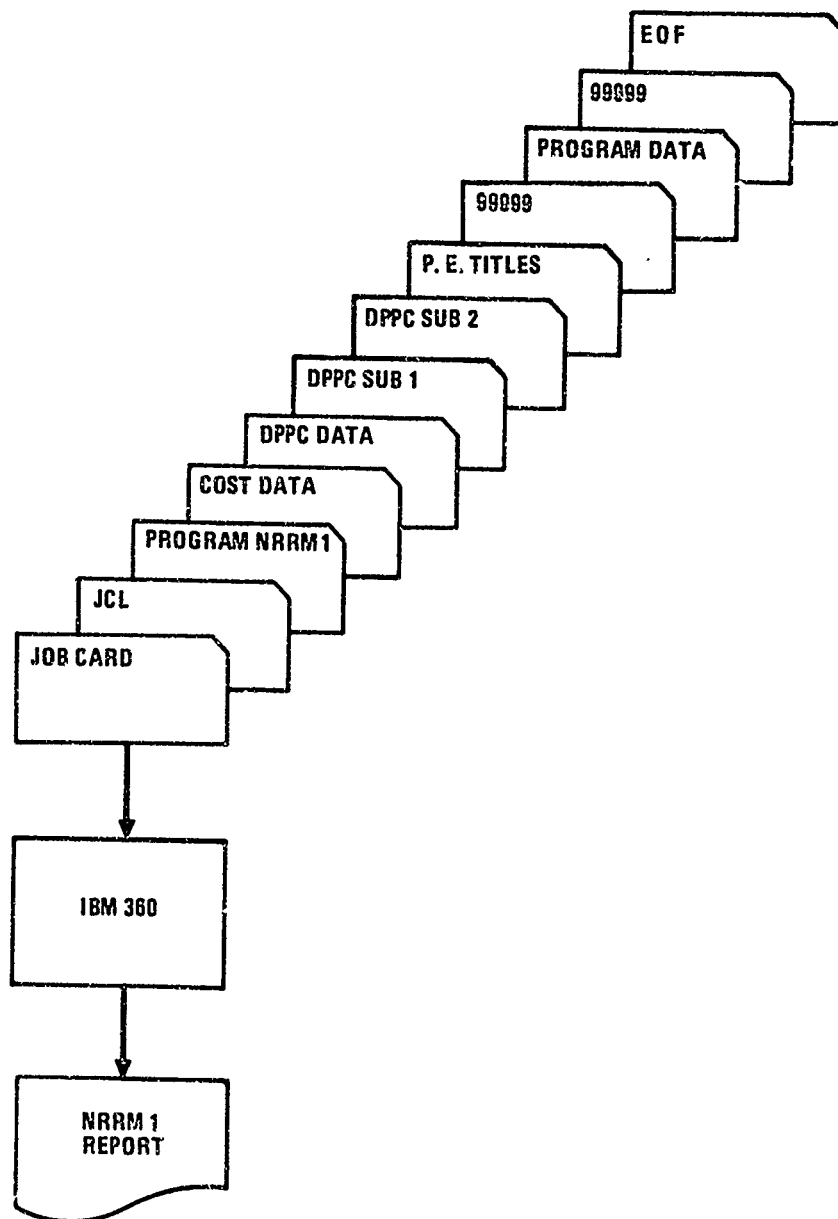 EOF
99999
PROGRAM DATA
99999
P. E. TITLES
DPPC SUB 2
DPPC SUB 1
DPPC DATA
COST DATA
PROGRAM NRRM1
JCL
JOB CARD
IBM 360
NRRM 1
REPORT